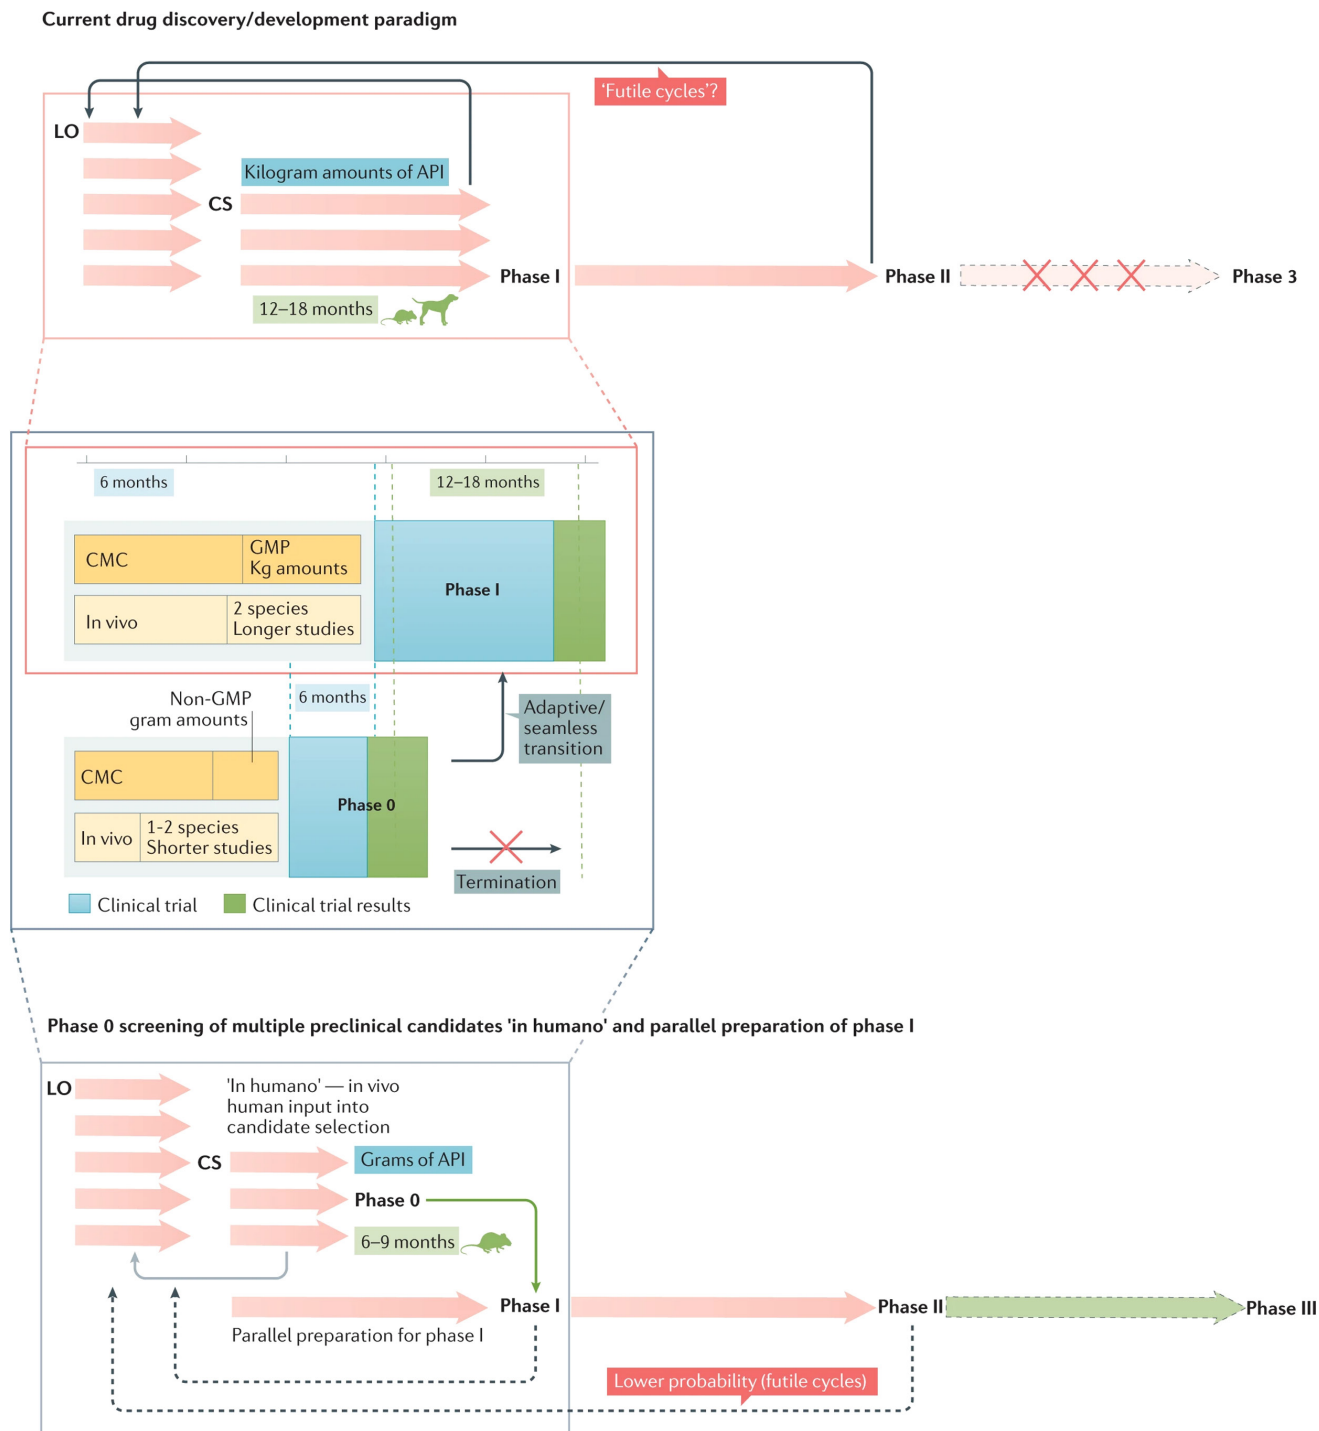 Current drug discovery/development paradigm
'Futile cycles'?
LO
Kilogram amounts of API
CS
Phase I
Phase II
Phase 3
12–18 months
6 months
12–18 months
CMC
GMP
Kg amounts
Phase I
In vivo
2 species
Longer studies
Non-GMP
gram amounts
6 months
Adaptive/
seamless
transition
CMC
Phase 0
In vivo
1-2 species
Shorter studies
Termination
Clinical trial
Clinical trial results
Phase 0 screening of multiple preclinical candidates 'in humano' and parallel preparation of phase I
LO
'In humano' — in vivo
human input into
candidate selection
CS
Grams of API
Phase 0
6–9 months
Phase I
Phase II
Phase III
Parallel preparation for phase I
Lower probability (futile cycles)